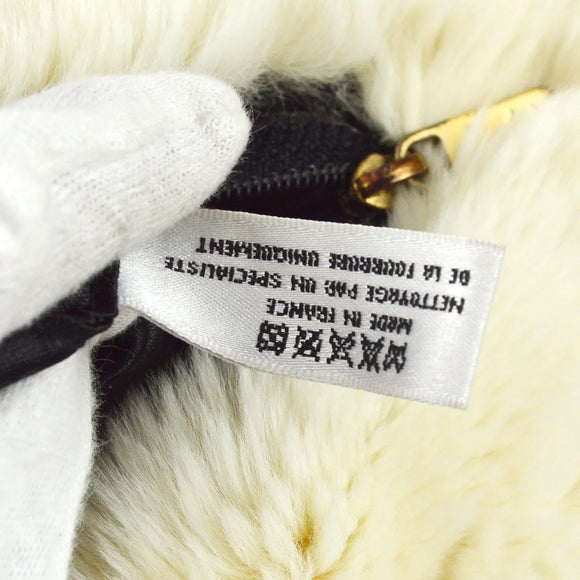 MADE IN FRANCE
NETTOYAGE PAR UN SPECIALISTE
DE LA FOURRURE UNIQUEMENT